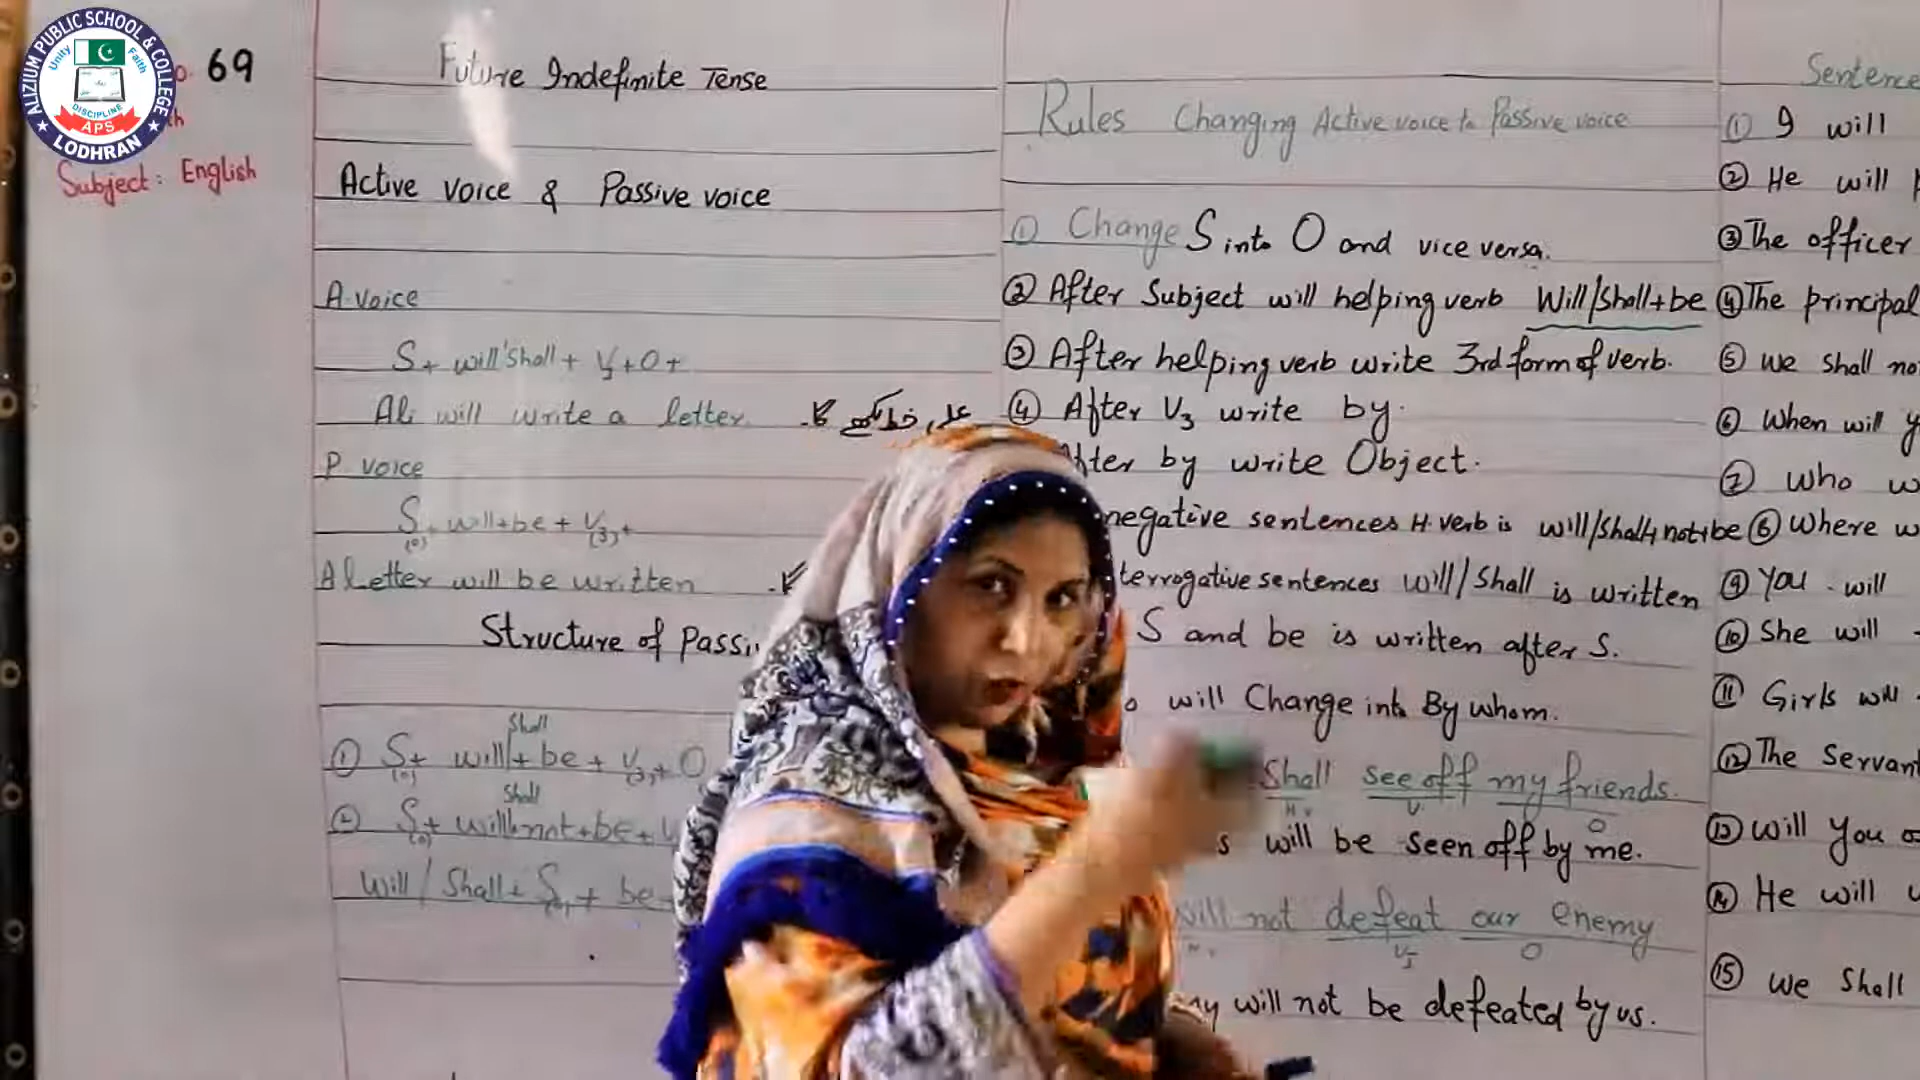 ALIZIUM PUBLIC SCHOOL & COLLEGE
Unity
Faith
DISCIPLINE
APS
LODHRAN
69
Subject: English
Future Indefinite Tense
Active voice & Passive voice
A.voice
S+ will/shall + V1+O+
Ali will write a letter.
P voice
S(o)+ will+be + V(3)+
A letter will be written
Structure of
① S(o)+ will/shall + be + V(3)+O
② S(o)+ will/shall+not+be+
Will / Shall + S(o) + be
Rules Changing Active voice to Passive voice
① Change S into O and vice versa.
② After Subject will helping verb Will/shall+be
③ After helping verb write 3rd form of verb.
④ After V3 write by.
by write Object.
negative sentences H.verb is will/shall+not+be
sentences will/Shall is written
S and be is written after S.
will Change into By whom.
Shall see off my friends.
H.v V O
will be seen off by me.
will not defeat our enemy
H.v V1 O
will not be defeated by us.
① I will
② He will
③ The officer
④ The principal
⑤ We shall
⑥ When will
⑦ Who
⑧ Where
⑨ You will
⑩ She will
⑪ Girls will
⑫ The
⑬ Will you
⑭ He will
⑮ We Shall